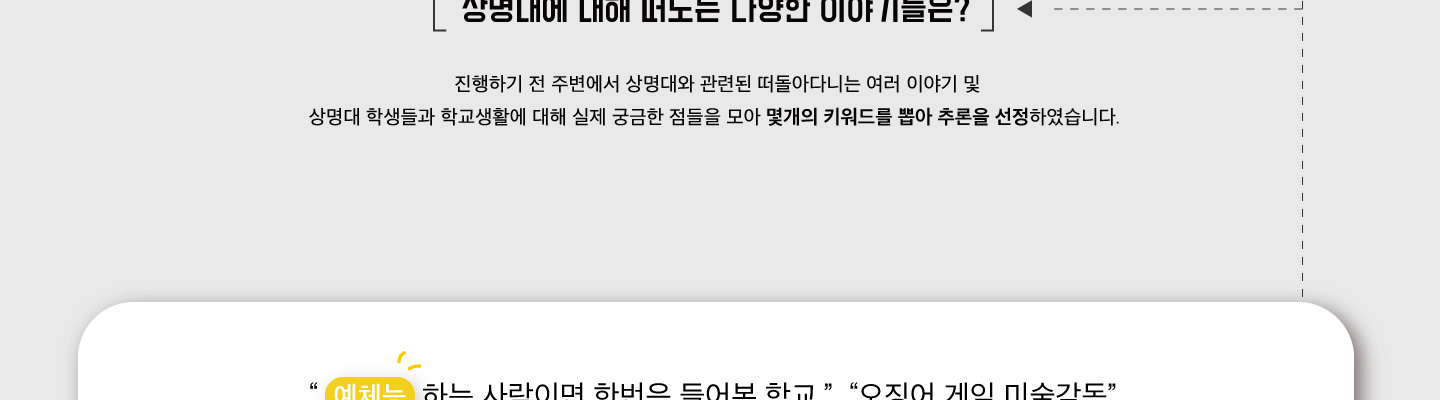 상명대에 대해 떠도는 다양한 이야기들은?
진행하기 전 주변에서 상명대와 관련된 떠돌아다니는 여러 이야기 및
상명대 학생들과 학교생활에 대해 실제 궁금한 점들을 모아 몇개의 키워드를 뽑아 추론을 선정하였습니다.
“ 예체능 하는 사람이면 한번은 들어본 학교 ” “오징어 게임 미술감독”